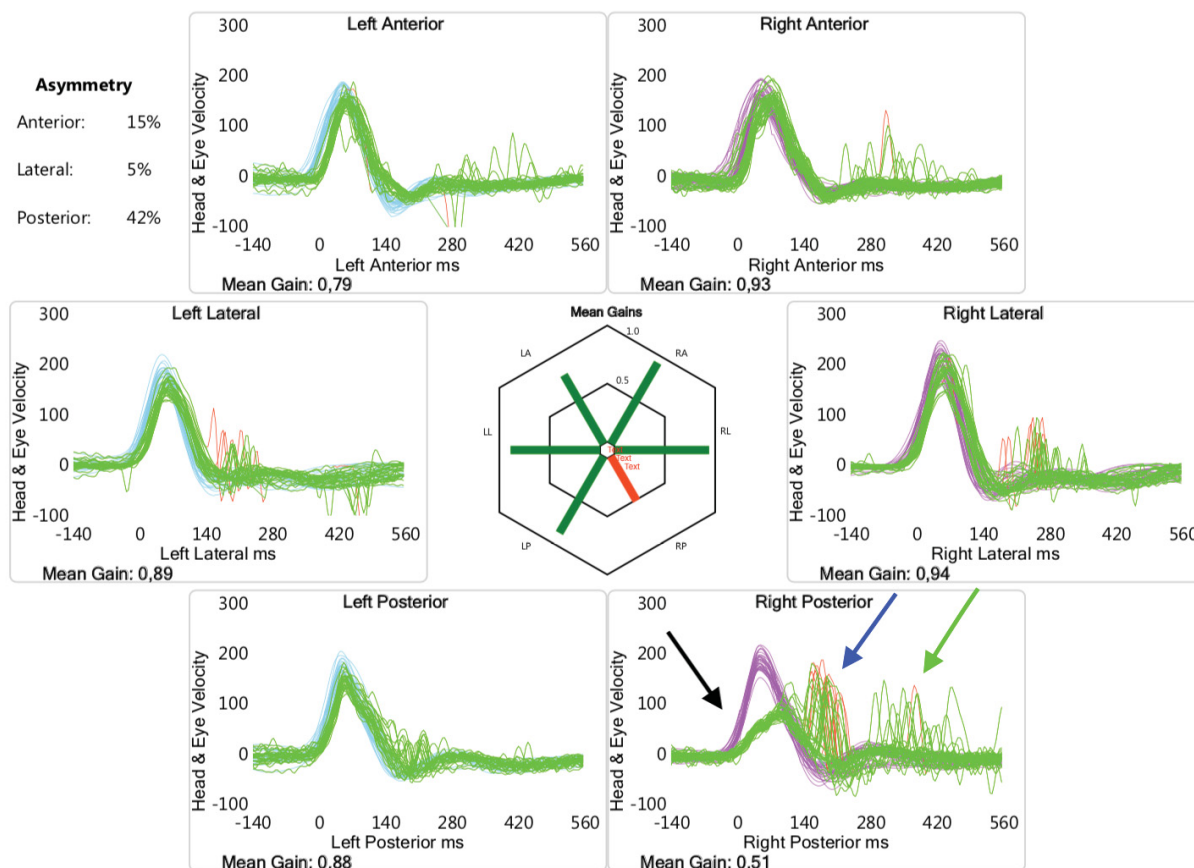 Asymmetry
Anterior: 15%
Lateral: 5%
Posterior: 42%
Left Anterior
Head & Eye Velocity
300
200
100
0
-100
-140 0 140 280 420 560
Left Anterior ms
Mean Gain: 0,79
Right Anterior
Head & Eye Velocity
300
200
100
0
-100
-140 0 140 280 420 560
Right Anterior ms
Mean Gain: 0,93
Left Lateral
Head & Eye Velocity
300
200
100
0
-100
-140 0 140 280 420 560
Left Lateral ms
Mean Gain: 0,89
Mean Gains
1.0
LA RA
0.5
LL RL
Text
Text
LP RP
Right Lateral
Head & Eye Velocity
300
200
100
0
-100
-140 0 140 280 420 560
Right Lateral ms
Mean Gain: 0,94
Left Posterior
Head & Eye Velocity
300
200
100
0
-100
-140 0 140 280 420 560
Left Posterior ms
Mean Gain: 0,88
Right Posterior
Head & Eye Velocity
300
200
100
0
-100
-140 0 140 280 420 560
Right Posterior ms
Mean Gain: 0,51